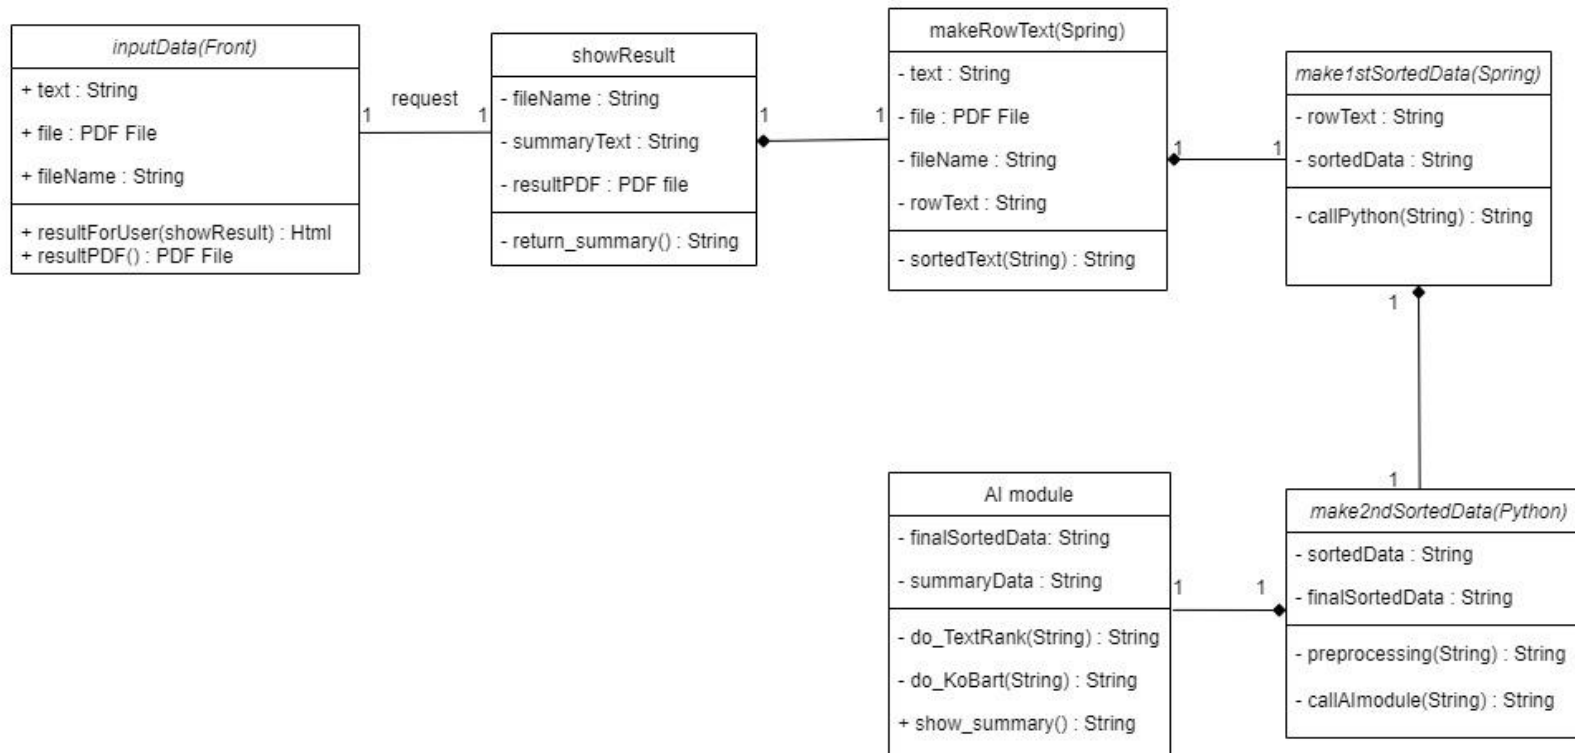 inputData(Front)
+ text : String
+ file : PDF File
+ fileName : String
+ resultForUser(showResult) : Html
+ resultPDF() : PDF File
1
request
1
showResult
- fileName : String
- summaryText : String
- resultPDF : PDF file
- return_summary() : String
1
1
makeRowText(Spring)
- text : String
- file : PDF File
- fileName : String
- rowText : String
- sortedText(String) : String
1
1
make1stSortedData(Spring)
- rowText : String
- sortedData : String
- callPython(String) : String
1
1
make2ndSortedData(Python)
- sortedData : String
- finalSortedData : String
- preprocessing(String) : String
- callAImodule(String) : String
1
1
AI module
- finalSortedData: String
- summaryData : String
- do_TextRank(String) : String
- do_KoBart(String) : String
+ show_summary() : String